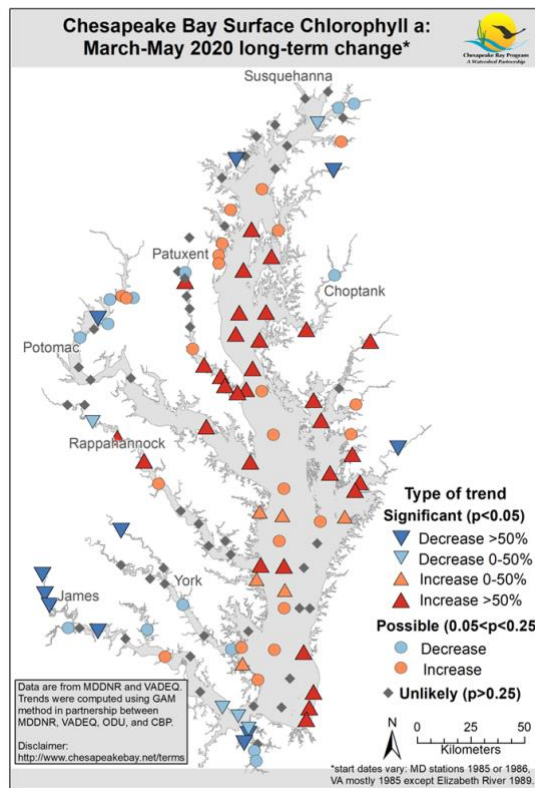 Chesapeake Bay Surface Chlorophyll a:
March-May 2020 long-term change*
Chesapeake Bay Program
A Watershed Partnership
Susquehanna
Patuxent
Choptank
Potomac
Rappahannock
York
James
Type of trend
Significant (p<0.05)
Decrease >50%
Decrease 0-50%
Increase 0-50%
Increase >50%
Possible (0.05<p<0.25
Decrease
Increase
Unlikely (p>0.25)
N
0 25 50
Kilometers
Data are from MDDNR and VADEQ.
Trends were computed using GAM
method in partnership between
MDDNR, VADEQ, ODU, and CBP.
Disclaimer:
http://www.chesapeakebay.net/terms
*start dates vary: MD stations 1985 or 1986,
VA mostly 1985 except Elizabeth River 1989.